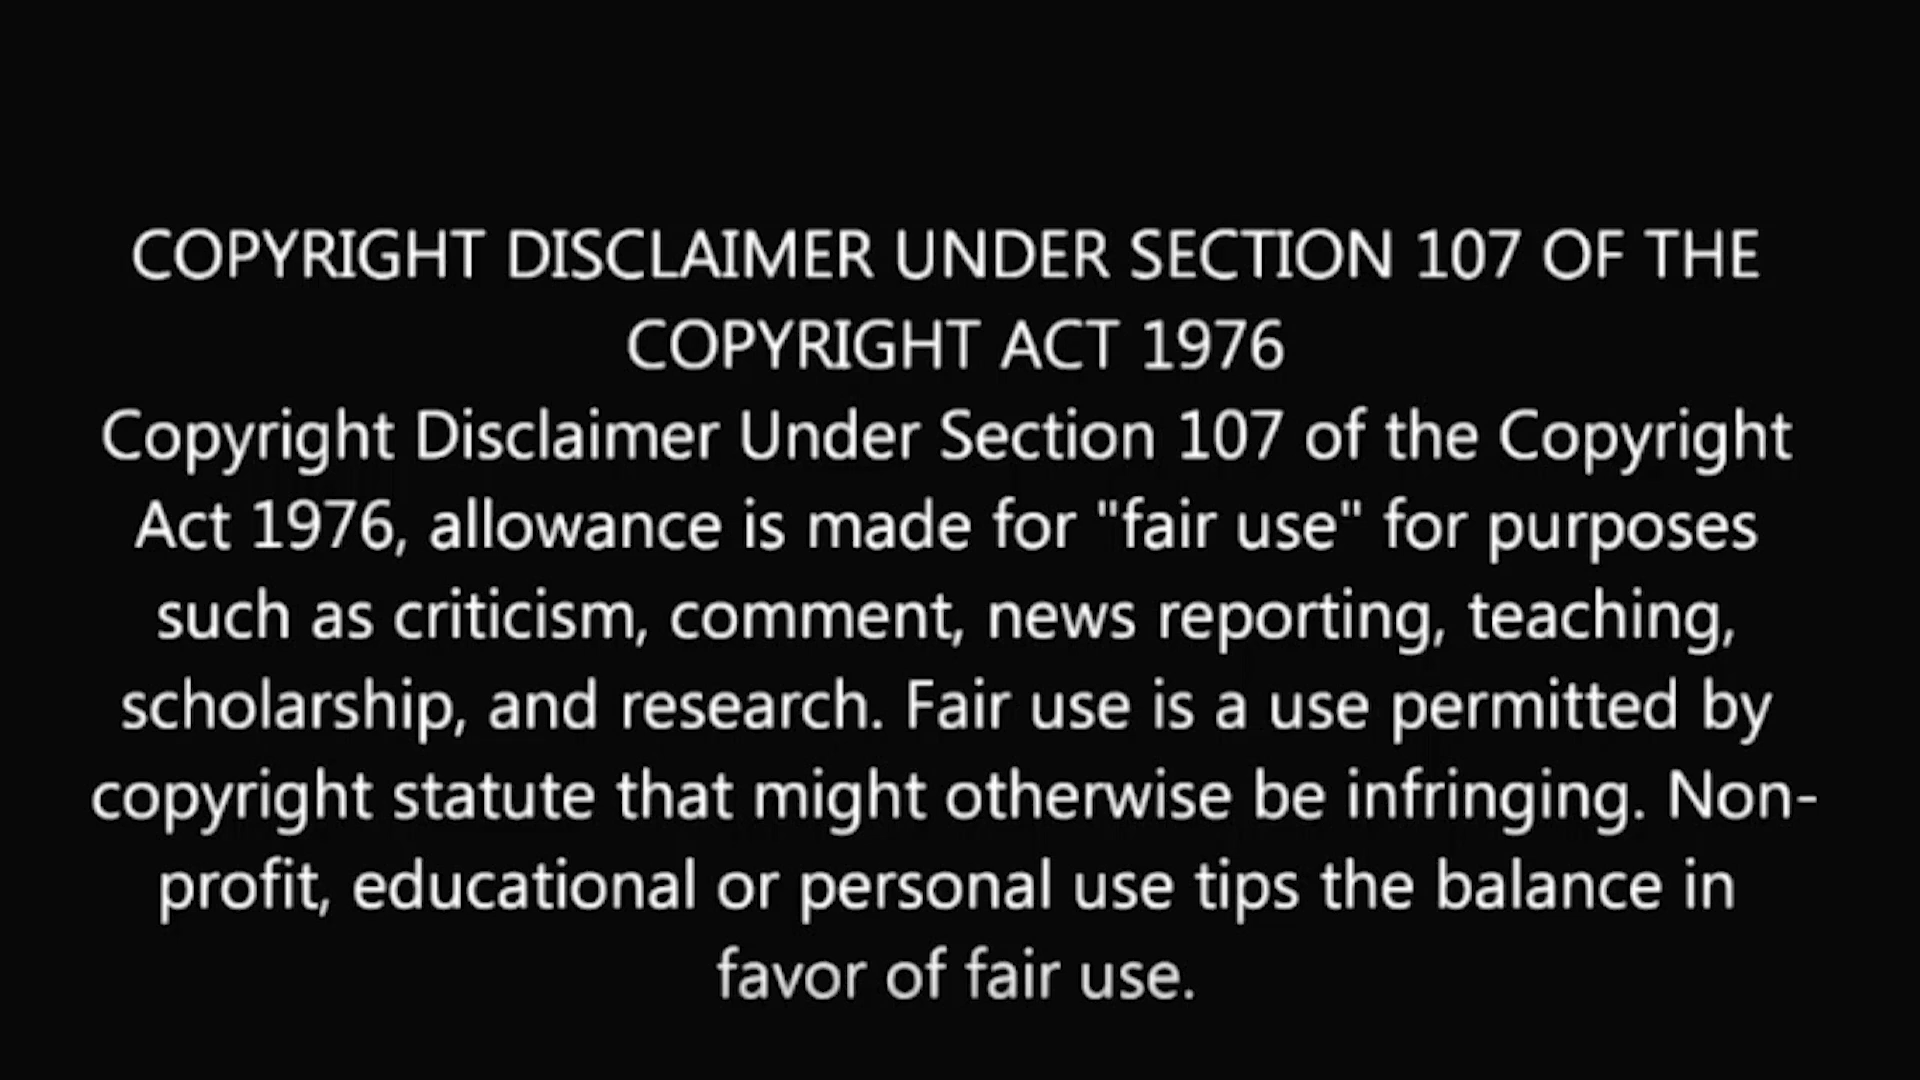 COPYRIGHT DISCLAIMER UNDER SECTION 107 OF THE
COPYRIGHT ACT 1976
Copyright Disclaimer Under Section 107 of the Copyright
Act 1976, allowance is made for "fair use" for purposes
such as criticism, comment, news reporting, teaching,
scholarship, and research. Fair use is a use permitted by
copyright statute that might otherwise be infringing. Non-
profit, educational or personal use tips the balance in
favor of fair use.